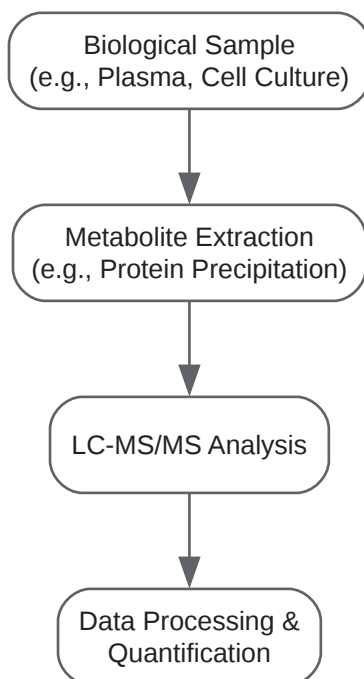 Biological Sample
(e.g., Plasma, Cell Culture)
Metabolite Extraction
(e.g., Protein Precipitation)
LC-MS/MS Analysis
Data Processing &
Quantification